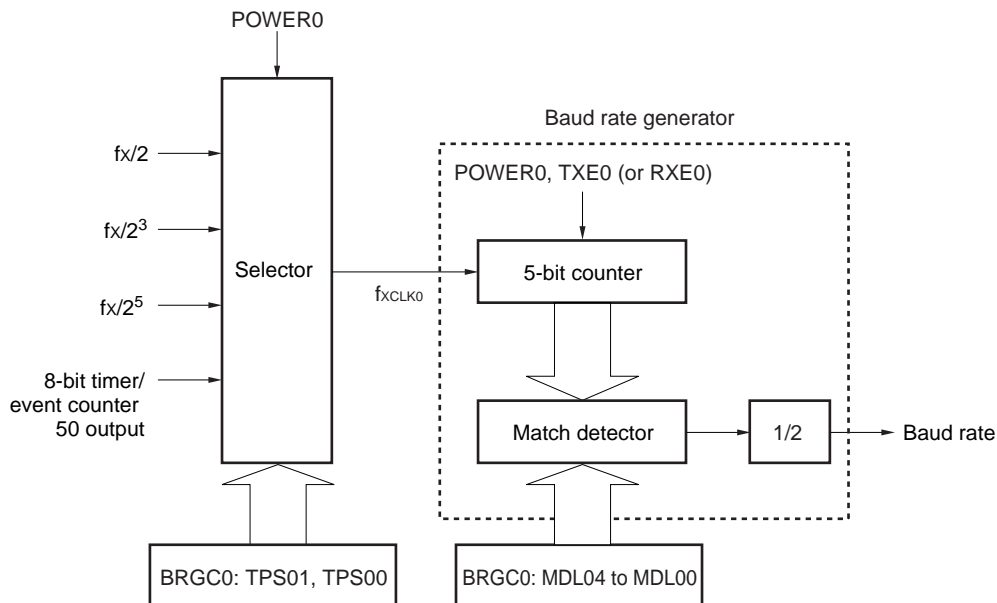 POWER0
Baud rate generator
fX/2
POWER0, TXE0 (or RXE0)
fX/2³
Selector
5-bit counter
fXCLK0
fX/2⁵
8-bit timer/
event counter
50 output
Match detector
1/2
Baud rate
BRGC0: TPS01, TPS00
BRGC0: MDL04 to MDL00